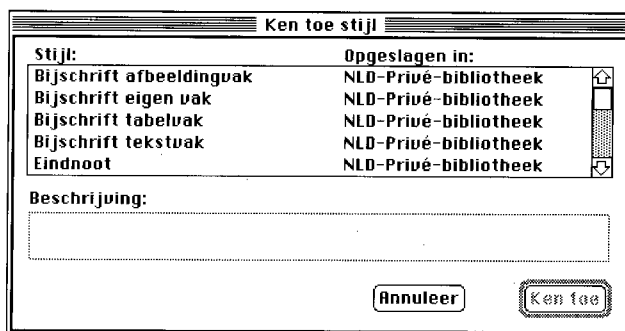 Ken toe stijl
Stijl: Opgeslagen in:
Bijschrift afbeeldingvak NLD-Privé-bibliotheek
Bijschrift eigen vak NLD-Privé-bibliotheek
Bijschrift tabelvak NLD-Privé-bibliotheek
Bijschrift tekstvak NLD-Privé-bibliotheek
Eindnoot NLD-Privé-bibliotheek
Beschrijving:
Annuleer Ken toe